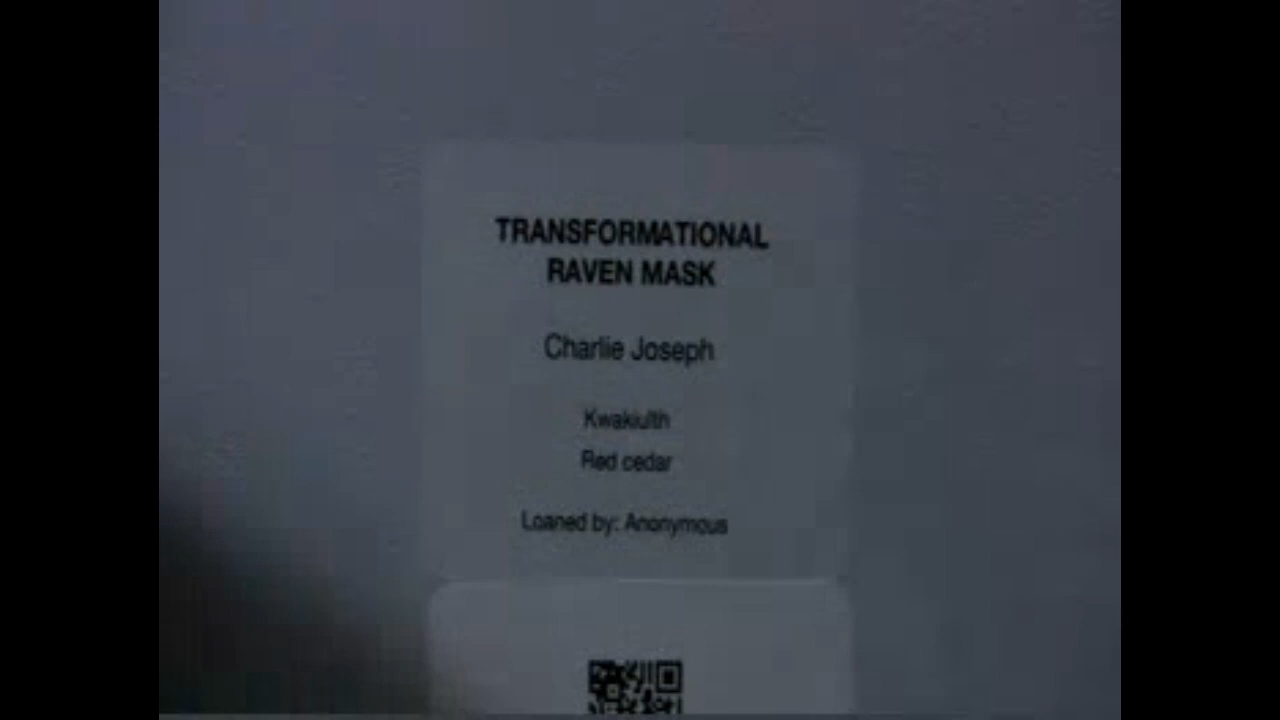 TRANSFORMATIONAL
RAVEN MASK
Charlie Joseph
Kwakiulth
Red cedar
Loaned by: Anonymous